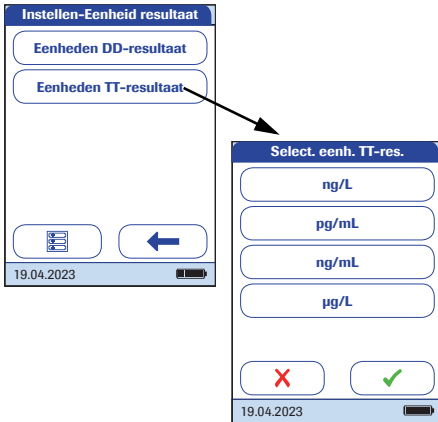 Instellen-Eenheid resultaat
Eenheden DD-resultaat
Eenheden TT-resultaat
19.04.2023
Select. eenh. TT-res.
ng/L
pg/mL
ng/mL
µg/L
19.04.2023